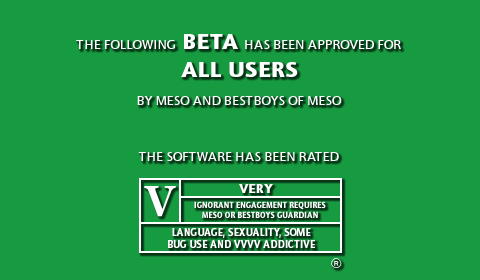 THE FOLLOWING BETA HAS BEEN APPROVED FOR
ALL USERS
BY MESO AND BESTBOYS OF MESO
THE SOFTWARE HAS BEEN RATED
V
VERY
IGNORANT ENGAGEMENT REQUIRES
MESO OR BESTBOYS GUARDIAN
LANGUAGE, SEXUALITY, SOME
BUG USE AND VVVV ADDICTIVE
®